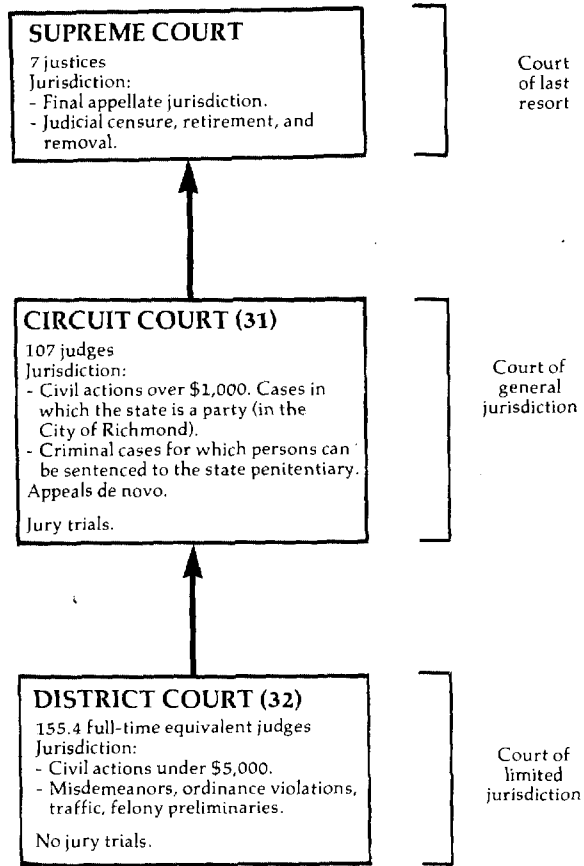 SUPREME COURT
7 justices
Jurisdiction:
- Final appellate jurisdiction.
- Judicial censure, retirement, and
removal.
Court
of last
resort
CIRCUIT COURT (31)
107 judges
Jurisdiction:
- Civil actions over $1,000. Cases in
which the state is a party (in the
City of Richmond).
- Criminal cases for which persons can
be sentenced to the state penitentiary.
Appeals de novo.
Jury trials.
Court of
general
jurisdiction
DISTRICT COURT (32)
155.4 full-time equivalent judges
Jurisdiction:
- Civil actions under $5,000.
- Misdemeanors, ordinance violations,
traffic, felony preliminaries.
No jury trials.
Court of
limited
jurisdiction